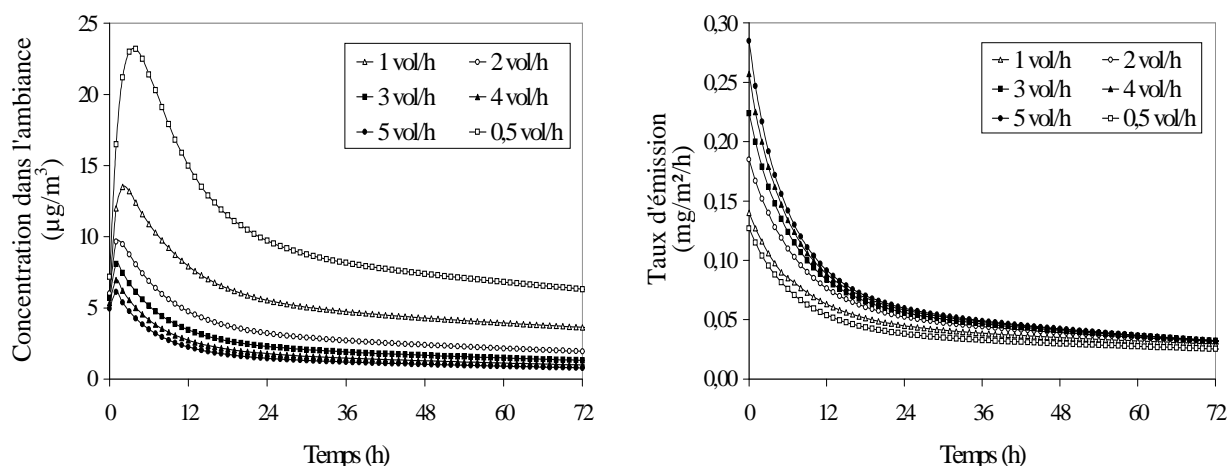 Concentration dans l'ambiance
(µg/m³)
25
20
15
10
5
0
1 vol/h 2 vol/h
3 vol/h 4 vol/h
5 vol/h 0,5 vol/h
0 12 24 36 48 60 72
Temps (h)
Taux d'émission
(mg/m²/h)
0,30
0,25
0,20
0,15
0,10
0,05
0,00
1 vol/h 2 vol/h
3 vol/h 4 vol/h
5 vol/h 0,5 vol/h
0 12 24 36 48 60 72
Temps (h)